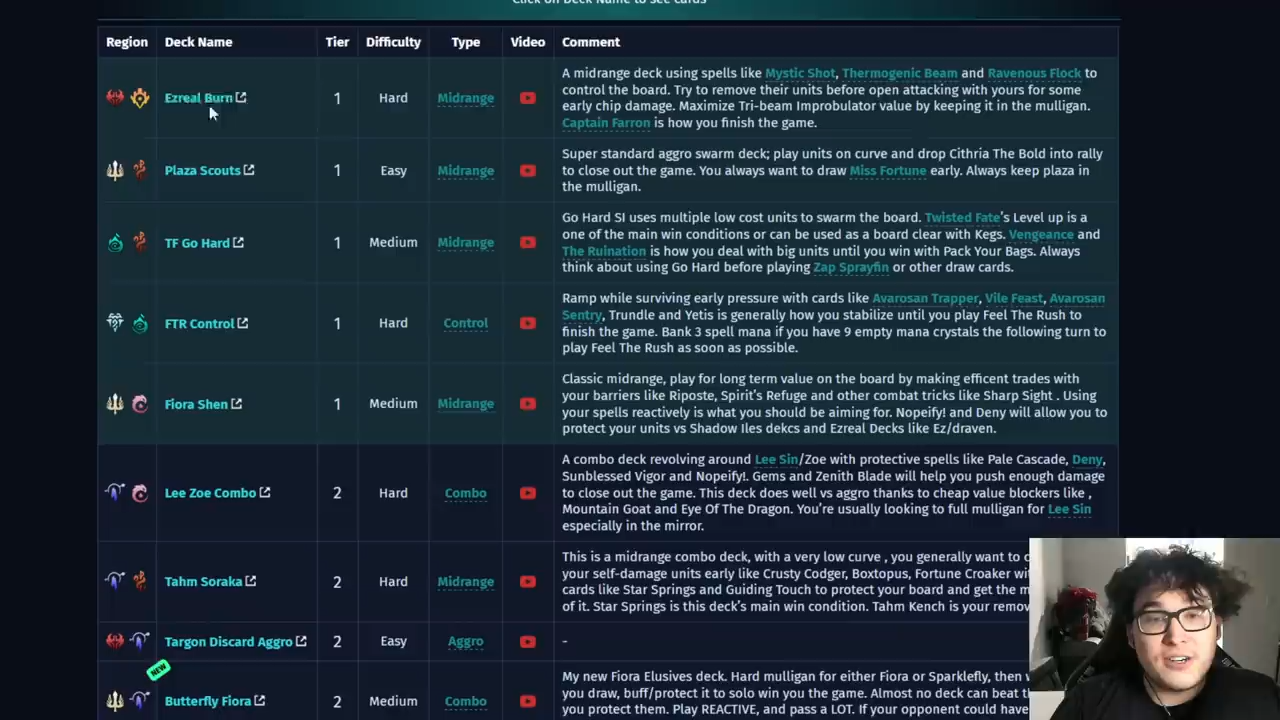 Click on Deck Name to see cards
Region Deck Name Tier Difficulty Type Video Comment
Ezreal Burn 1 Hard Midrange
A midrange deck using spells like Mystic Shot, Thermogenic Beam and Ravenous Flock to
control the board. Try to remove their units before open attacking with yours for some
early chip damage. Maximize Tri-beam Improbulator value by keeping it in the mulligan.
Captain Farron is how you finish the game.
Plaza Scouts 1 Easy Midrange
Super standard aggro swarm deck; play units on curve and drop Cithria The Bold into rally
to close out the game. You always want to draw Miss Fortune early. Always keep plaza in
the mulligan.
TF Go Hard 1 Medium Midrange
Go Hard SI uses multiple low cost units to swarm the board. Twisted Fate's Level up is a
one of the main win conditions or can be used as a board clear with Kegs. Vengeance and
The Ruination is how you deal with big units until you win with Pack Your Bags. Always
think about using Go Hard before playing Zap Sprayfin or other draw cards.
FTR Control 1 Hard Control
Ramp while surviving early pressure with cards like Avarosan Trapper, Vile Feast, Avarosan
Sentry, Trundle and Yetis is generally how you stabilize until you play Feel The Rush to
finish the game. Bank 3 spell mana if you have 9 empty mana crystals the following turn to
play Feel The Rush as soon as possible.
Fiora Shen 1 Medium Midrange
Classic midrange, play for long term value on the board by making efficent trades with
your barriers like Riposte, Spirit's Refuge and other combat tricks like Sharp Sight . Using
your spells reactively is what you should be aiming for. Nopeify! and Deny will allow you to
protect your units vs Shadow Iles dekcs and Ezreal Decks like Ez/draven.
Lee Zoe Combo 2 Hard Combo
A combo deck revolving around Lee Sin/Zoe with protective spells like Pale Cascade, Deny,
Sunblessed Vigor and Nopeify!. Gems and Zenith Blade will help you push enough damage
to close out the game. This deck does well vs aggro thanks to cheap value blockers like ,
Mountain Goat and Eye Of The Dragon. You're usually looking to full mulligan for Lee Sin
especially in the mirror.
Tahm Soraka 2 Hard Midrange
This is a midrange combo deck, with a very low curve , you generally want to
your self-damage units early like Crusty Codger, Boxtopus, Fortune Croaker
cards like Star Springs and Guiding Touch to protect your board and get the
of it. Star Springs is this deck's main win condition. Tahm Kench is your
Targon Discard Aggro 2 Easy Aggro -
NEW
Butterfly Fiora 2 Medium Combo
My new Fiora Elusives deck. Hard mulligan for either Fiora or Sparklefly, then
you draw, buff/protect it to solo win you the game. Almost no deck can beat
you protect them. Play REACTIVE, and pass a LOT. If your opponent could have